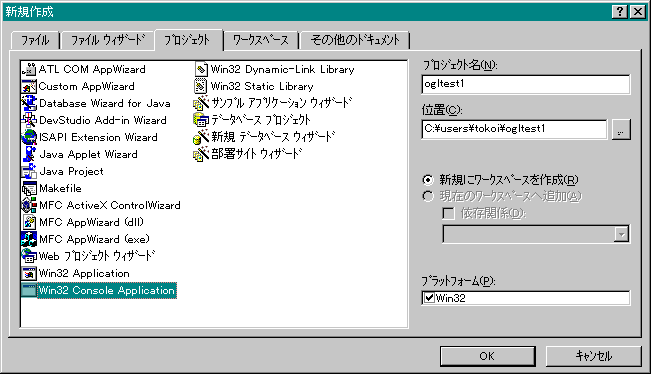 新規作成
ファイル
ファイル ウィザード
プロジェクト
ワークスペース
その他のドキュメント
ATL COM AppWizard
Custom AppWizard
Database Wizard for Java
DevStudio Add-in Wizard
ISAPI Extension Wizard
Java Applet Wizard
Java Project
Makefile
MFC ActiveX ControlWizard
MFC AppWizard (dll)
MFC AppWizard (exe)
Web プロジェクト ウィザード
Win32 Application
Win32 Console Application
Win32 Dynamic-Link Library
Win32 Static Library
サンプル アプリケーション ウィザード
データベース プロジェクト
新規 データベース ウィザード
部署サイト ウィザード
プロジェクト名(N):
ogltest1
位置(C):
C:¥users¥tokoi¥ogltest1
...
新規にワークスペースを作成(R)
現在のワークスペースへ追加(A)
依存関係(D):
プラットフォーム(P):
Win32
OK
キャンセル